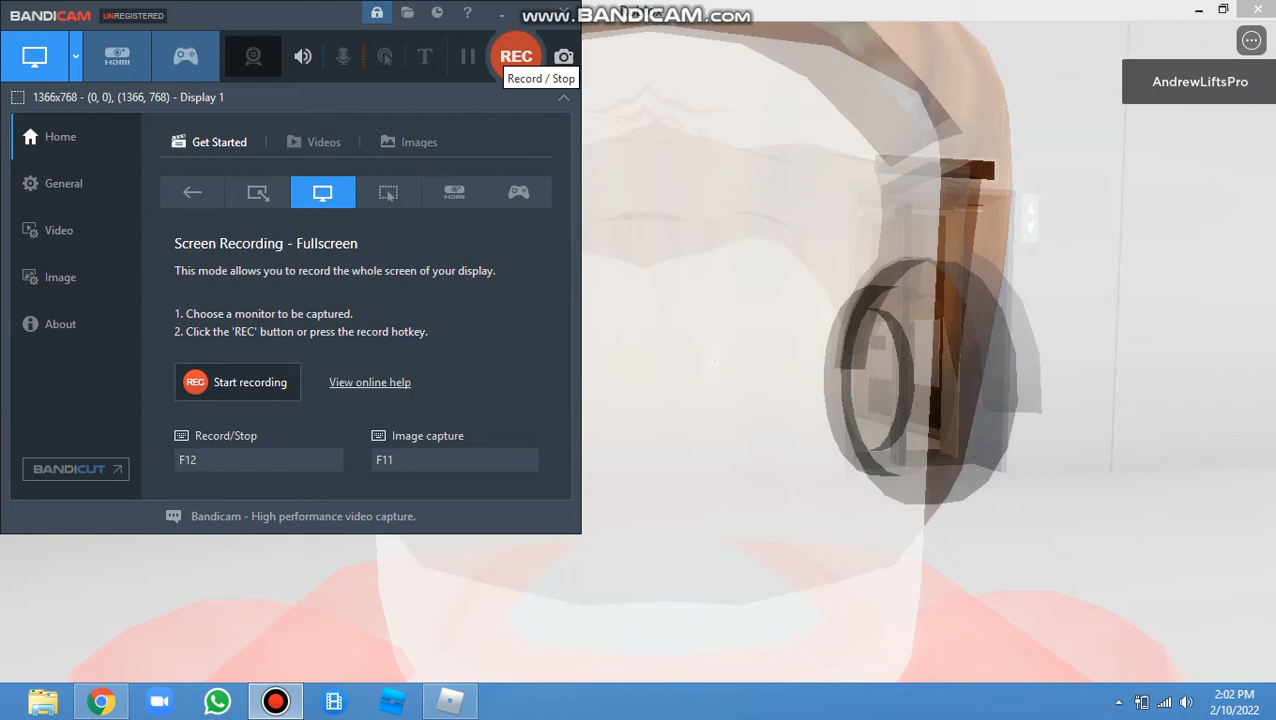 BANDICAM UNREGISTERED
?
www.BANDICAM.com
HDMI
T
REC
Record / Stop
AndrewLiftsPro
1366x768 - (0, 0), (1366, 768) - Display 1
Home
General
Video
Image
About
BANDICUT
Get Started
Videos
Images
HDMI
Screen Recording - Fullscreen
This mode allows you to record the whole screen of your display.
1. Choose a monitor to be captured.
2. Click the 'REC' button or press the record hotkey.
REC Start recording
View online help
Record/Stop
Image capture
F12
F11
Bandicam - High performance video capture.
2:02 PM
2/10/2022